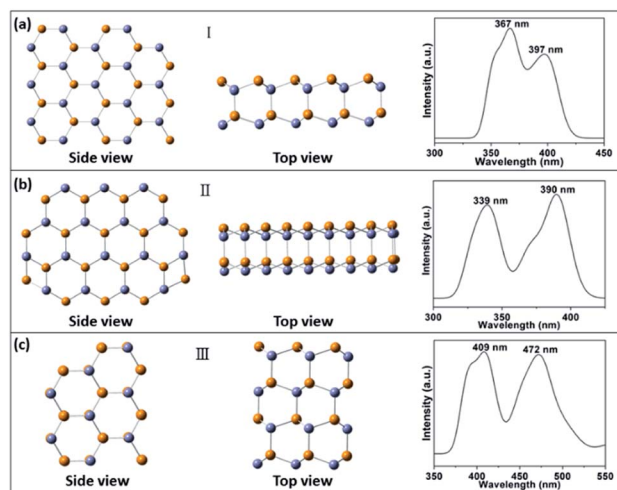 (a)
I
Side view
Top view
Intensity (a.u.)
367 nm
397 nm
300 350 400 450
Wavelength (nm)
(b)
II
Side view
Top view
Intensity (a.u.)
339 nm
390 nm
300 350 400
Wavelength (nm)
(c)
III
Side view
Top view
Intensity (a.u.)
409 nm
472 nm
350 400 450 500 550
Wavelength (nm)